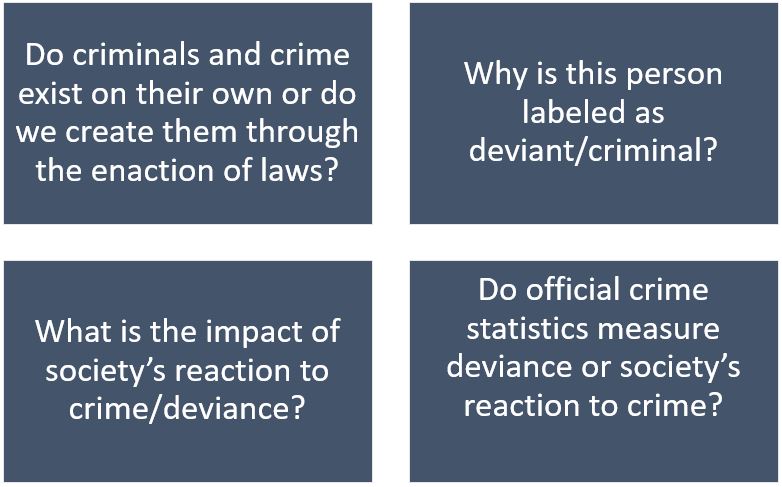 Do criminals and crime
exist on their own or do
we create them through
the enaction of laws?
Why is this person
labeled as
deviant/criminal?
What is the impact of
society’s reaction to
crime/deviance?
Do official crime
statistics measure
deviance or society’s
reaction to crime?